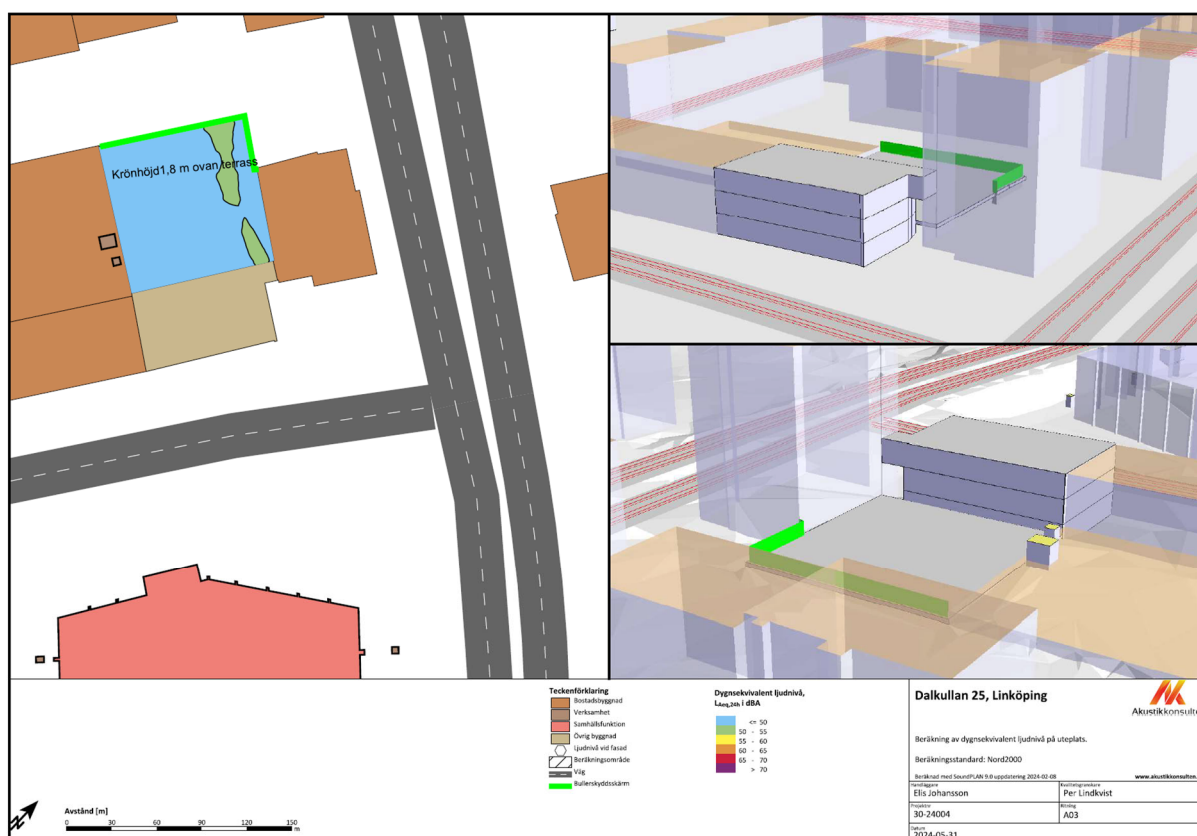 Krönhöjd1,8 m ovan terrass
Teckenförklaring
Bostadsbyggnad
Verksamhet
Samhällsfunktion
Övrig byggnad
Ljudnivå vid fasad
Beräkningsområde
Väg
Bullerskyddsskärm
Dygnsekvivalent ljudnivå,
LAeq,24h i dBA
<= 50
50 - 55
55 - 60
60 - 65
65 - 70
> 70
Avstånd [m]
0 30 60 90 120 150
m
Dalkullan 25, Linköping
Akustikkonsulten
Beräkning av dygnsekvivalent ljudnivå på uteplats.
Beräkningsstandard: Nord2000
Beräknad med SoundPLAN 9.0 uppdatering 2024-02-08
www.akustikkonsulten.
Handläggare
Elis Johansson
Kvalitetsgranskare
Per Lindkvist
Projektnr
30-24004
Ritning
A03
Datum
2024-05-31